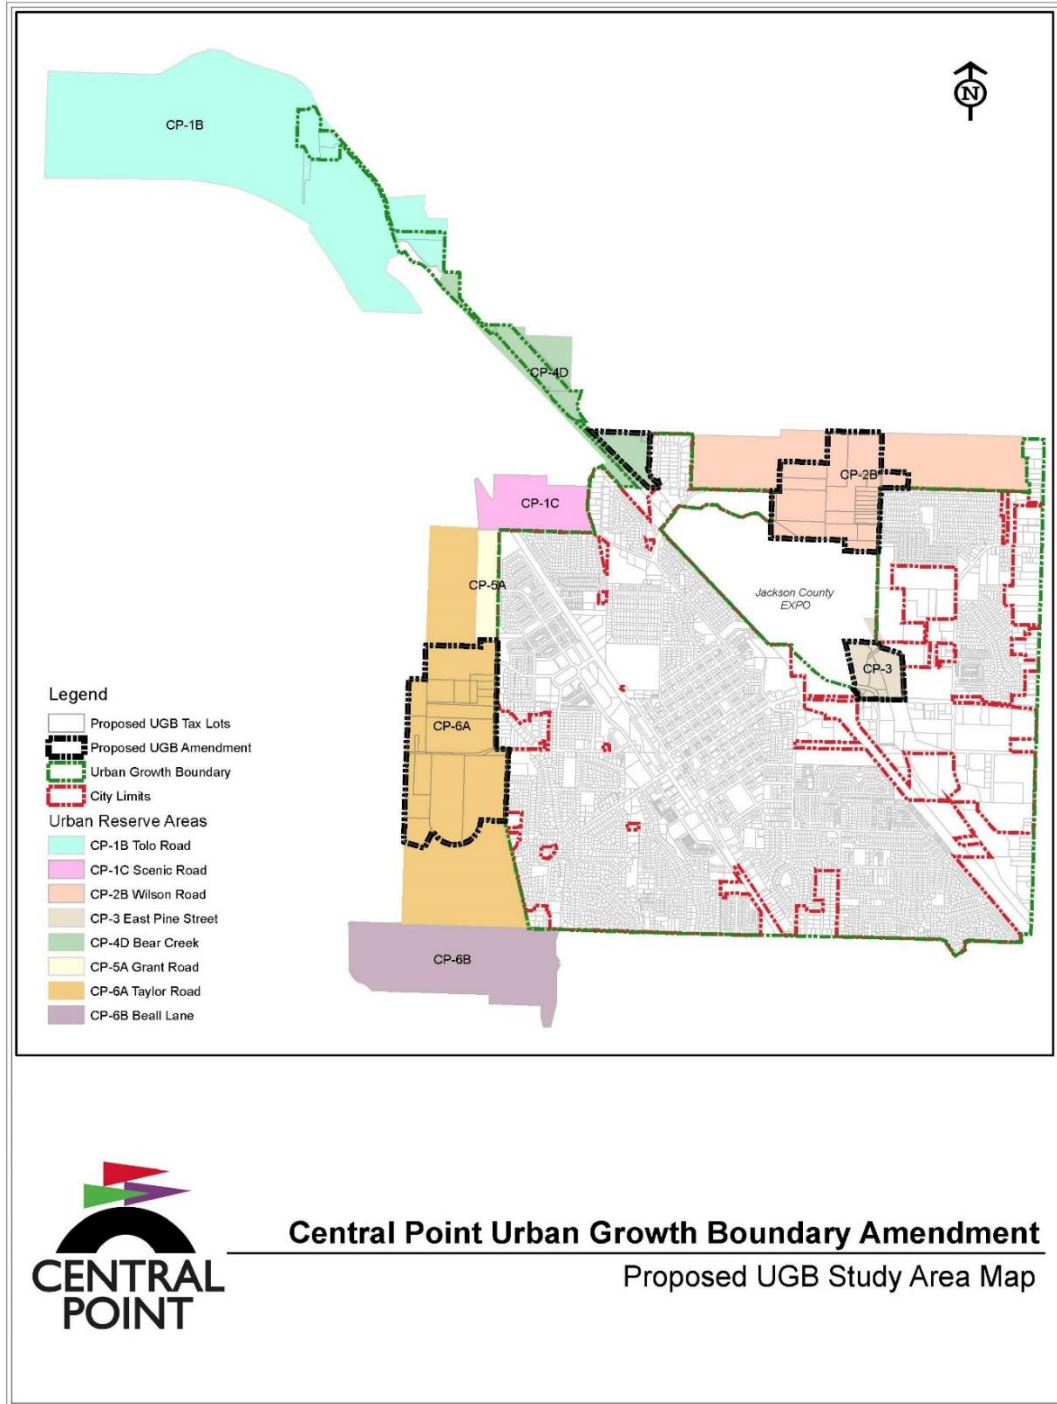 N
CP-1B
CP-4D
CP-2B
CP-1C
CP-5A
Jackson County
EXPO
CP-3
CP-6A
CP-6B
Legend
Proposed UGB Tax Lots
Proposed UGB Amendment
Urban Growth Boundary
City Limits
Urban Reserve Areas
CP-1B Tolo Road
CP-1C Scenic Road
CP-2B Wilson Road
CP-3 East Pine Street
CP-4D Bear Creek
CP-5A Grant Road
CP-6A Taylor Road
CP-6B Beall Lane
CENTRAL
POINT
Central Point Urban Growth Boundary Amendment
Proposed UGB Study Area Map